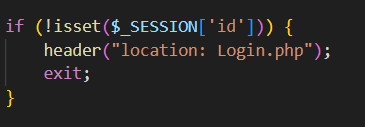 if (!isset($_SESSION['id'])) {
    header("location: Login.php");
    exit;
}